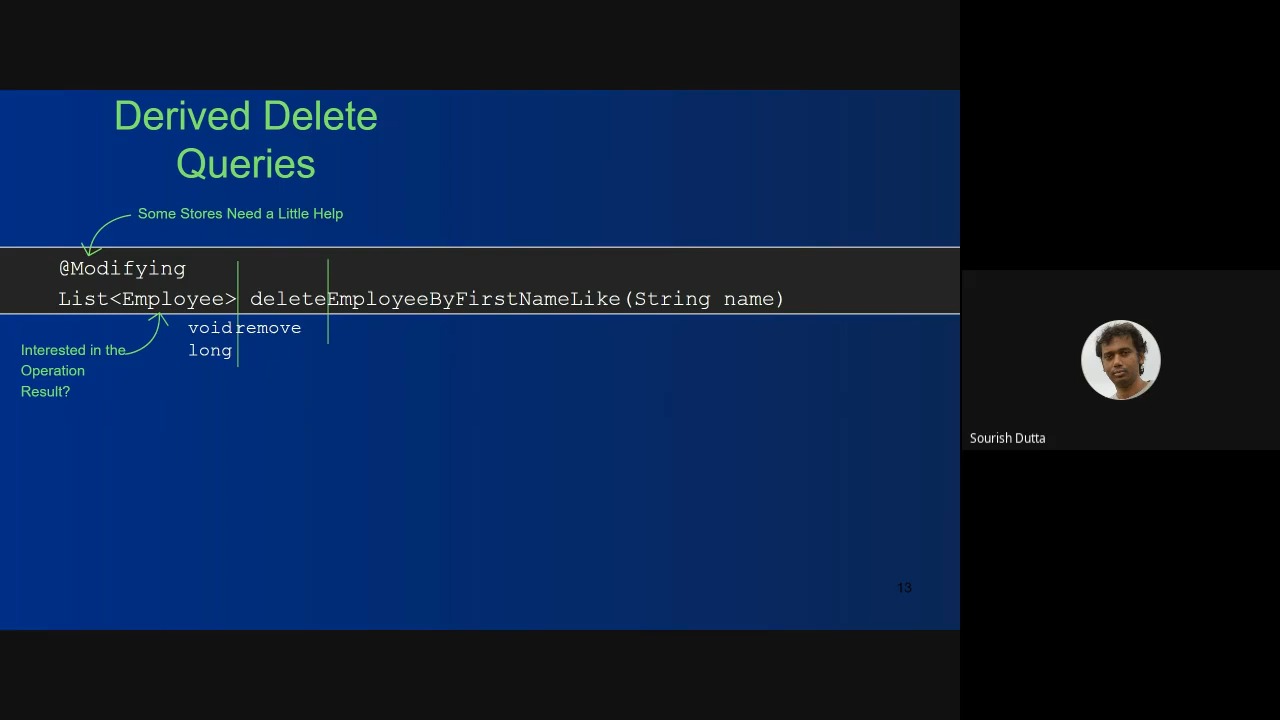 Derived Delete
Queries
Some Stores Need a Little Help
@Modifying
List<Employee> deleteEmployeeByFirstNameLike(String name)
void remove
long
Interested in the
Operation
Result?
13
Sourish Dutta